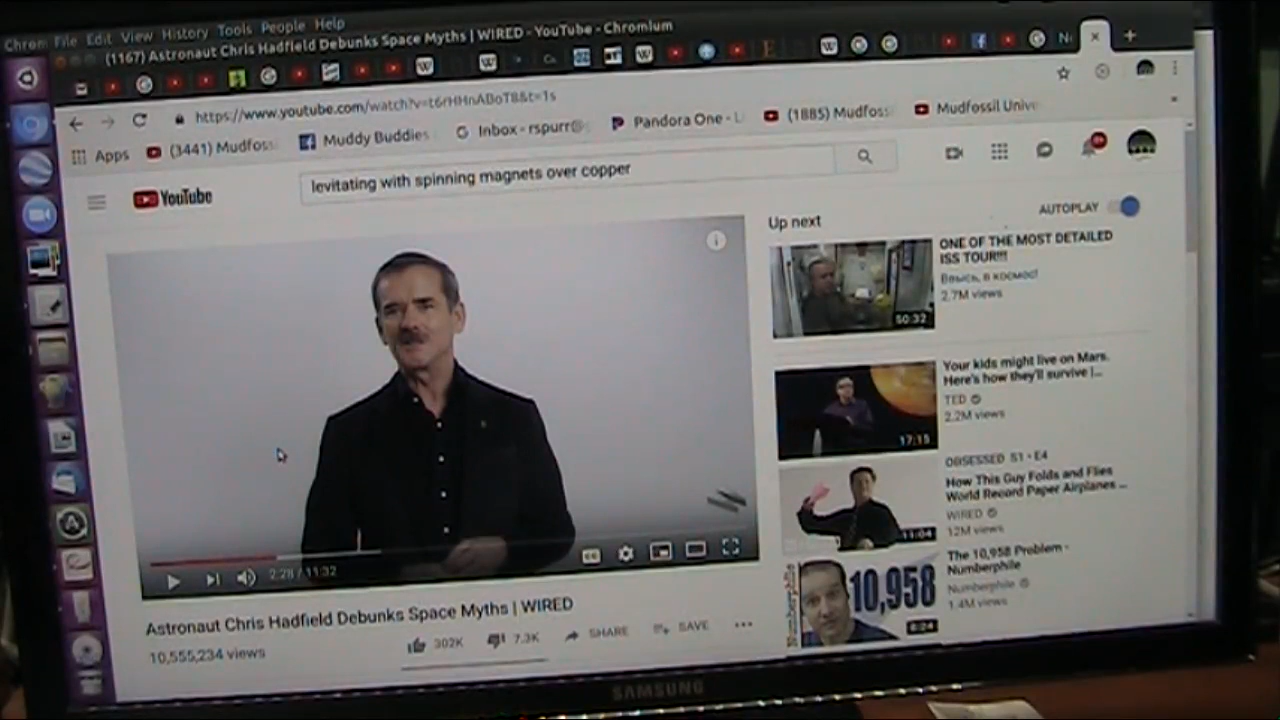 Chrom File Edit View History Tools People Help
(1167) Astronaut Chris Hadfield Debunks Space Myths | WIRED - YouTube - Chromium
https://www.youtube.com/watch?v=t6rHHnABoT8&t=1s
Apps (3441) Mudfoss Muddy Buddies Inbox - rspurr@ Pandora One - L (1885) Mudfoss Mudfossil Unive
YouTube
levitating with spinning magnets over copper
Up next
AUTOPLAY
ONE OF THE MOST DETAILED
ISS TOUR!!!
Ввысь, в космос!
2.7M views
50:32
Your kids might live on Mars.
Here's how they'll survive |...
TED
2.2M views
17:15
OBSESSED S1 • E4
How This Guy Folds and Flies
World Record Paper Airplanes ...
WIRED
12M views
11:04
The 10,958 Problem -
Numberphile
Numberphile
1.4M views
Numberphile
10,958
8:24
CC
2:28 / 11:32
Astronaut Chris Hadfield Debunks Space Myths | WIRED
10,555,234 views
302K 7.3K SHARE SAVE
SAMSUNG